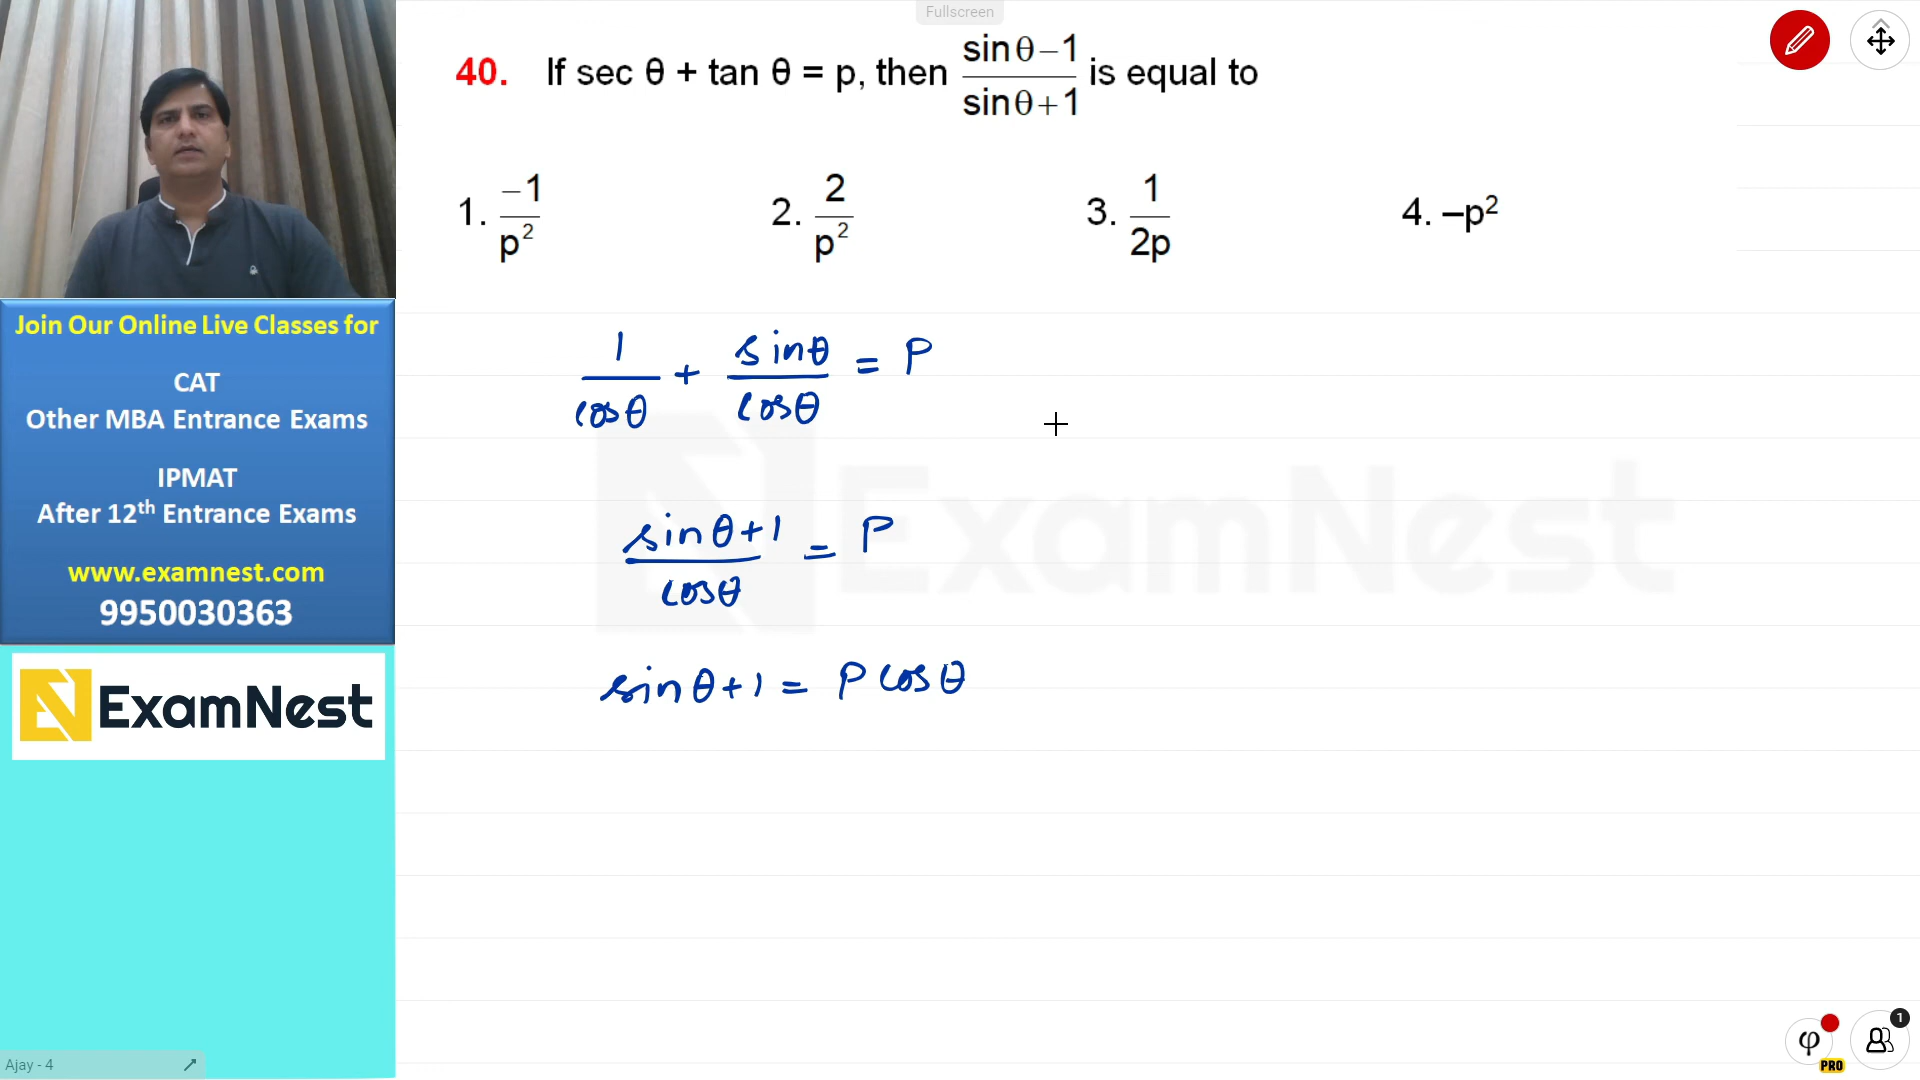 Fullscreen
40. If sec θ + tan θ = p, then (sinθ−1)/(sinθ+1) is equal to
1. −1/p² 2. 2/p² 3. 1/2p 4. –p²
1/cosθ + sinθ/cosθ = P
sinθ+1/cosθ = P
sinθ+1 = P cosθ
Join Our Online Live Classes for
CAT
Other MBA Entrance Exams
IPMAT
After 12th Entrance Exams
www.examnest.com
9950030363
ExamNest
ExamNest
Ajay - 4
φ
PRO
1